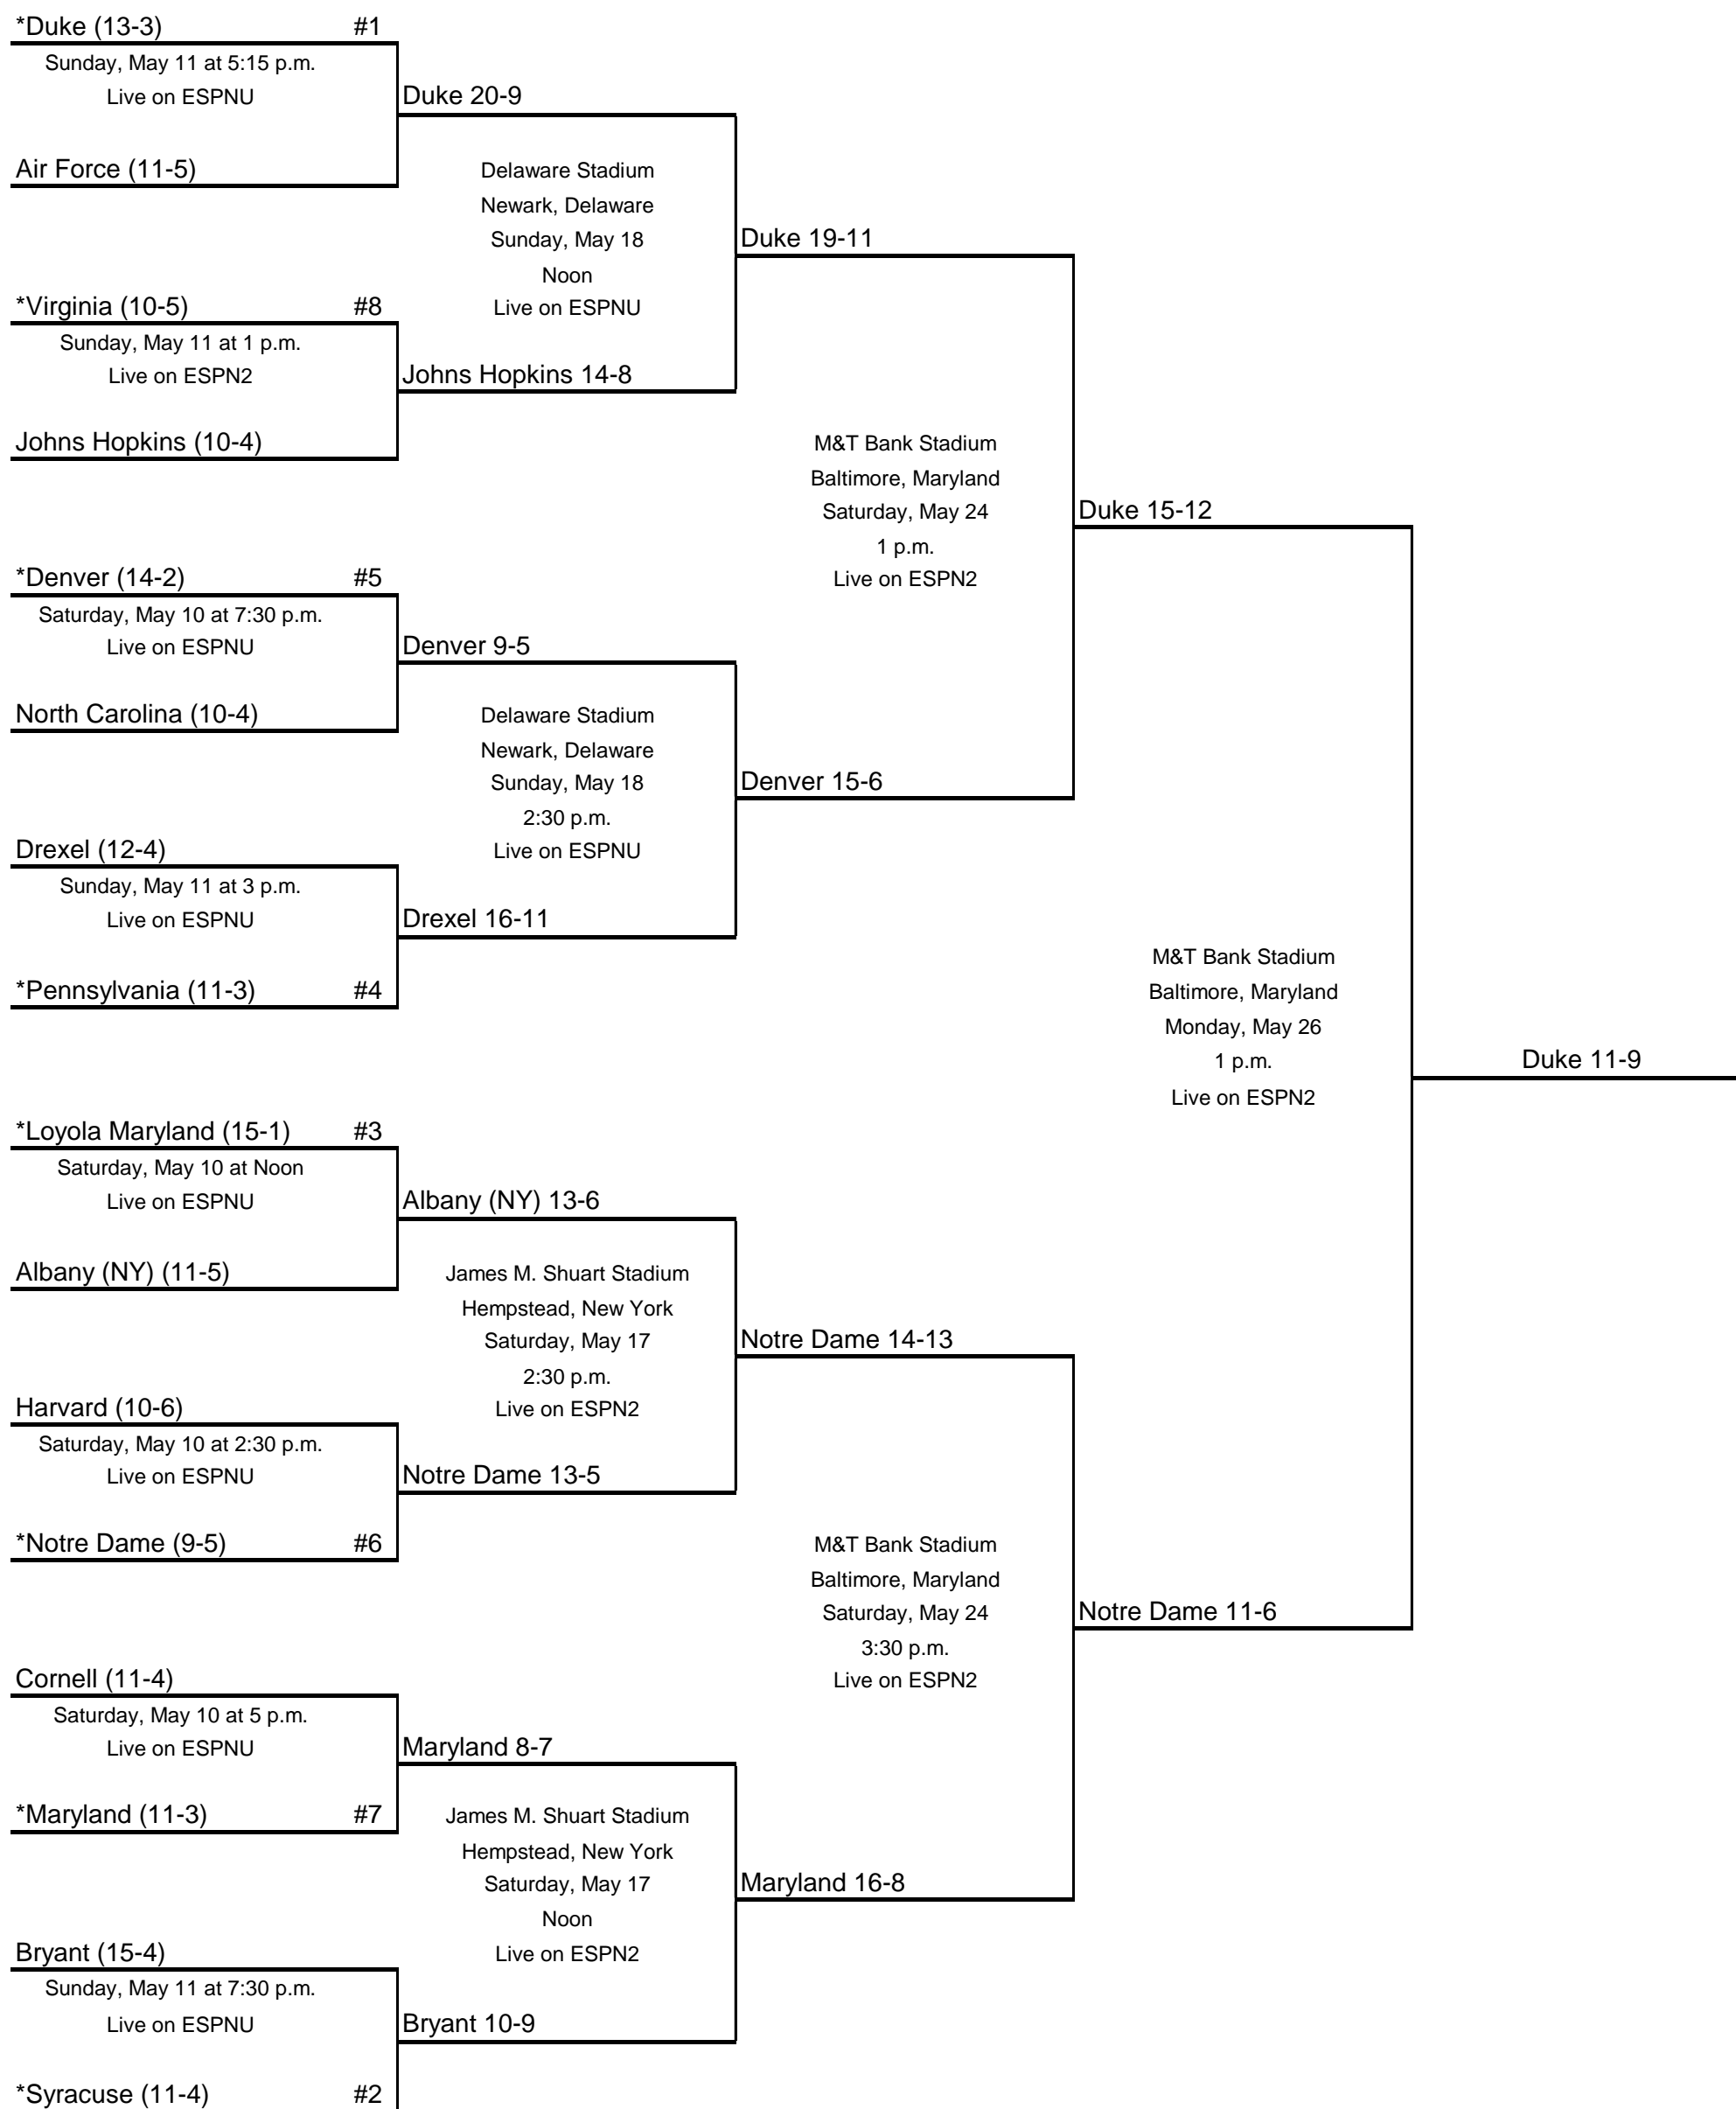 *Duke (13-3) #1
Sunday, May 11 at 5:15 p.m.
Live on ESPNU
Duke 20-9
Air Force (11-5)
Delaware Stadium
Newark, Delaware
Sunday, May 18
Noon
Live on ESPNU
Duke 19-11
*Virginia (10-5) #8
Sunday, May 11 at 1 p.m.
Live on ESPN2
Johns Hopkins 14-8
Johns Hopkins (10-4)
M&T Bank Stadium
Baltimore, Maryland
Saturday, May 24
1 p.m.
Live on ESPN2
Duke 15-12
*Denver (14-2) #5
Saturday, May 10 at 7:30 p.m.
Live on ESPNU
Denver 9-5
North Carolina (10-4)
Delaware Stadium
Newark, Delaware
Sunday, May 18
2:30 p.m.
Live on ESPNU
Denver 15-6
Drexel (12-4)
Sunday, May 11 at 3 p.m.
Live on ESPNU
Drexel 16-11
*Pennsylvania (11-3) #4
M&T Bank Stadium
Baltimore, Maryland
Monday, May 26
1 p.m.
Live on ESPN2
Duke 11-9
*Loyola Maryland (15-1) #3
Saturday, May 10 at Noon
Live on ESPNU
Albany (NY) 13-6
Albany (NY) (11-5)
James M. Shuart Stadium
Hempstead, New York
Saturday, May 17
2:30 p.m.
Live on ESPN2
Notre Dame 14-13
Harvard (10-6)
Saturday, May 10 at 2:30 p.m.
Live on ESPNU
Notre Dame 13-5
*Notre Dame (9-5) #6
M&T Bank Stadium
Baltimore, Maryland
Saturday, May 24
3:30 p.m.
Live on ESPN2
Notre Dame 11-6
Cornell (11-4)
Saturday, May 10 at 5 p.m.
Live on ESPNU
Maryland 8-7
*Maryland (11-3) #7
James M. Shuart Stadium
Hempstead, New York
Saturday, May 17
Noon
Live on ESPN2
Maryland 16-8
Bryant (15-4)
Sunday, May 11 at 7:30 p.m.
Live on ESPNU
Bryant 10-9
*Syracuse (11-4) #2